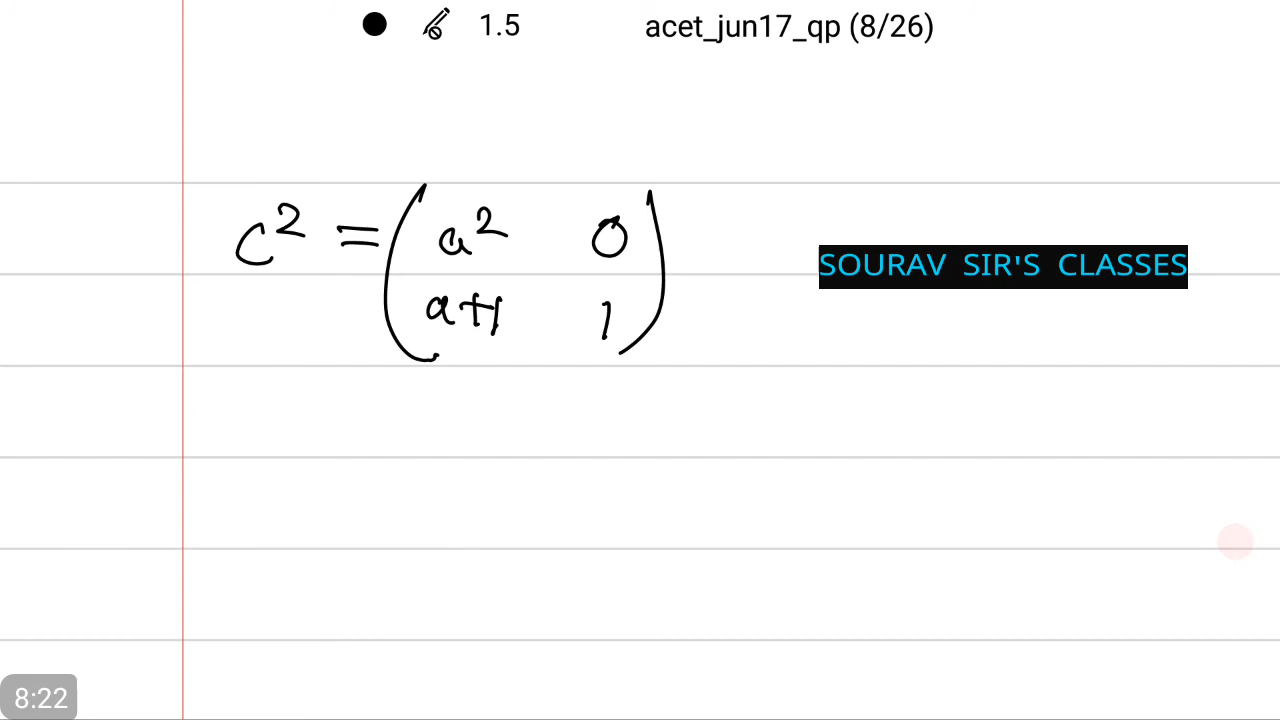 1.5 acet_jun17_qp (8/26)
c² = ( a² 0
a+1 1 )
SOURAV SIR'S CLASSES
8:22